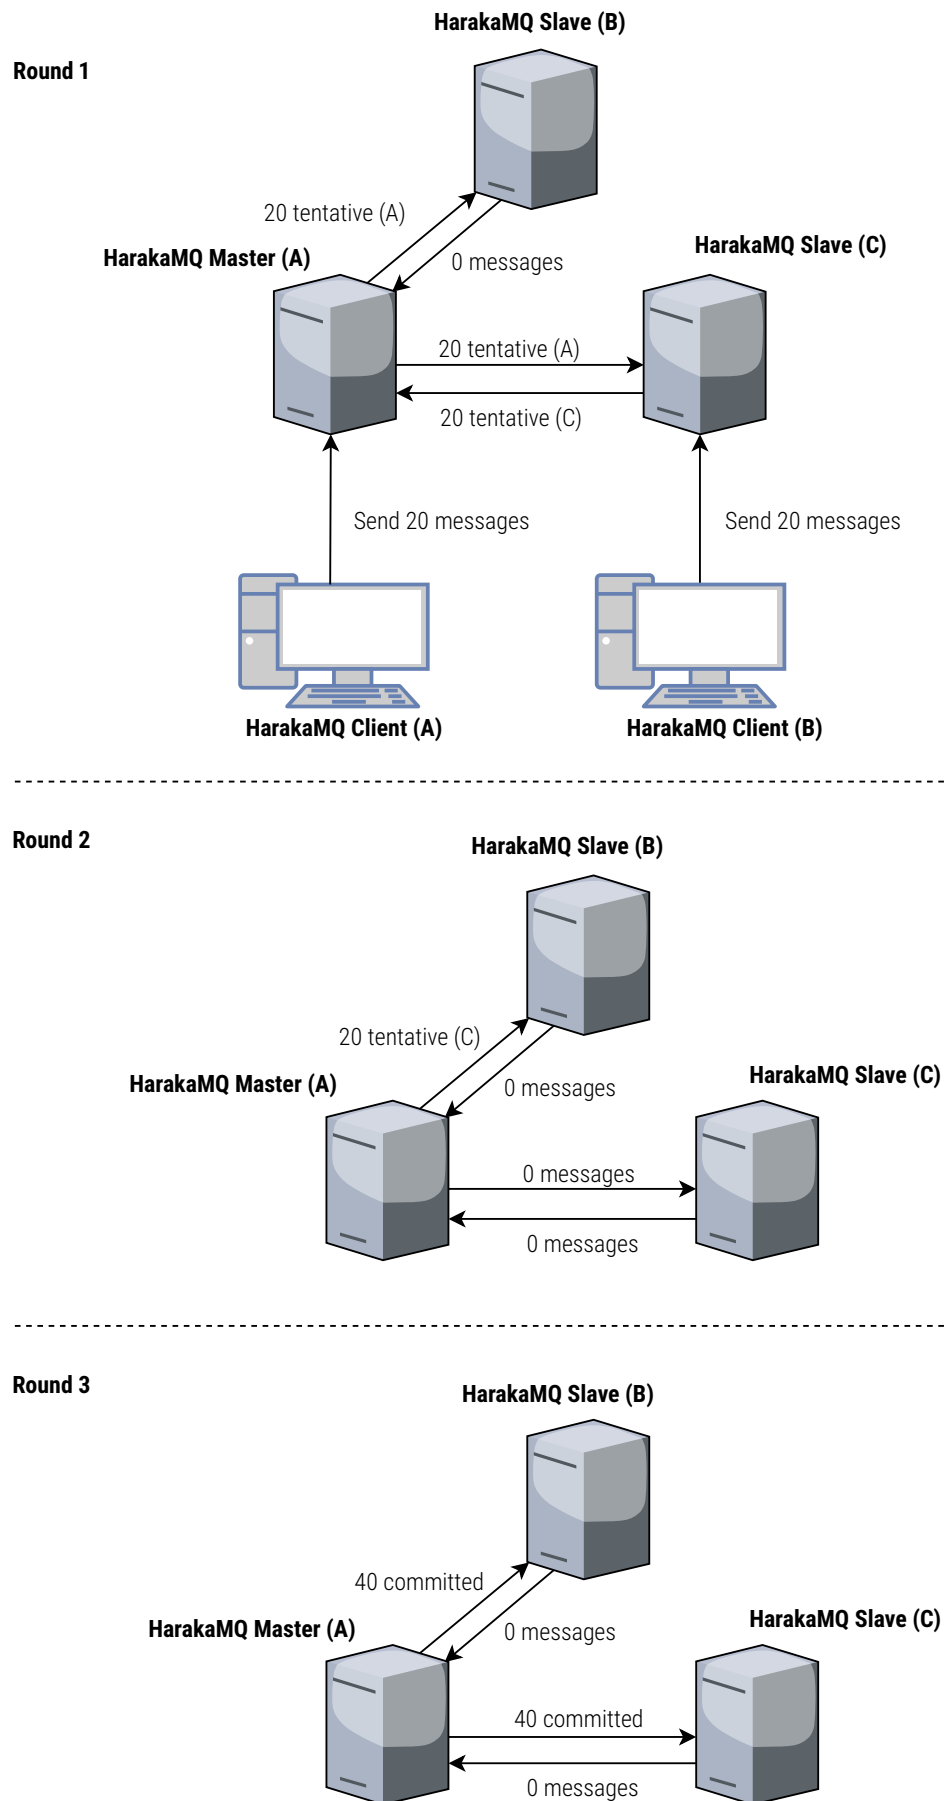 HarakaMQ Slave (B)
Round 1
20 tentative (A)
HarakaMQ Master (A)
0 messages
HarakaMQ Slave (C)
20 tentative (A)
20 tentative (C)
Send 20 messages
Send 20 messages
HarakaMQ Client (A)
HarakaMQ Client (B)
Round 2
HarakaMQ Slave (B)
20 tentative (C)
HarakaMQ Master (A)
0 messages
HarakaMQ Slave (C)
0 messages
0 messages
Round 3
HarakaMQ Slave (B)
40 committed
HarakaMQ Master (A)
0 messages
HarakaMQ Slave (C)
40 committed
0 messages